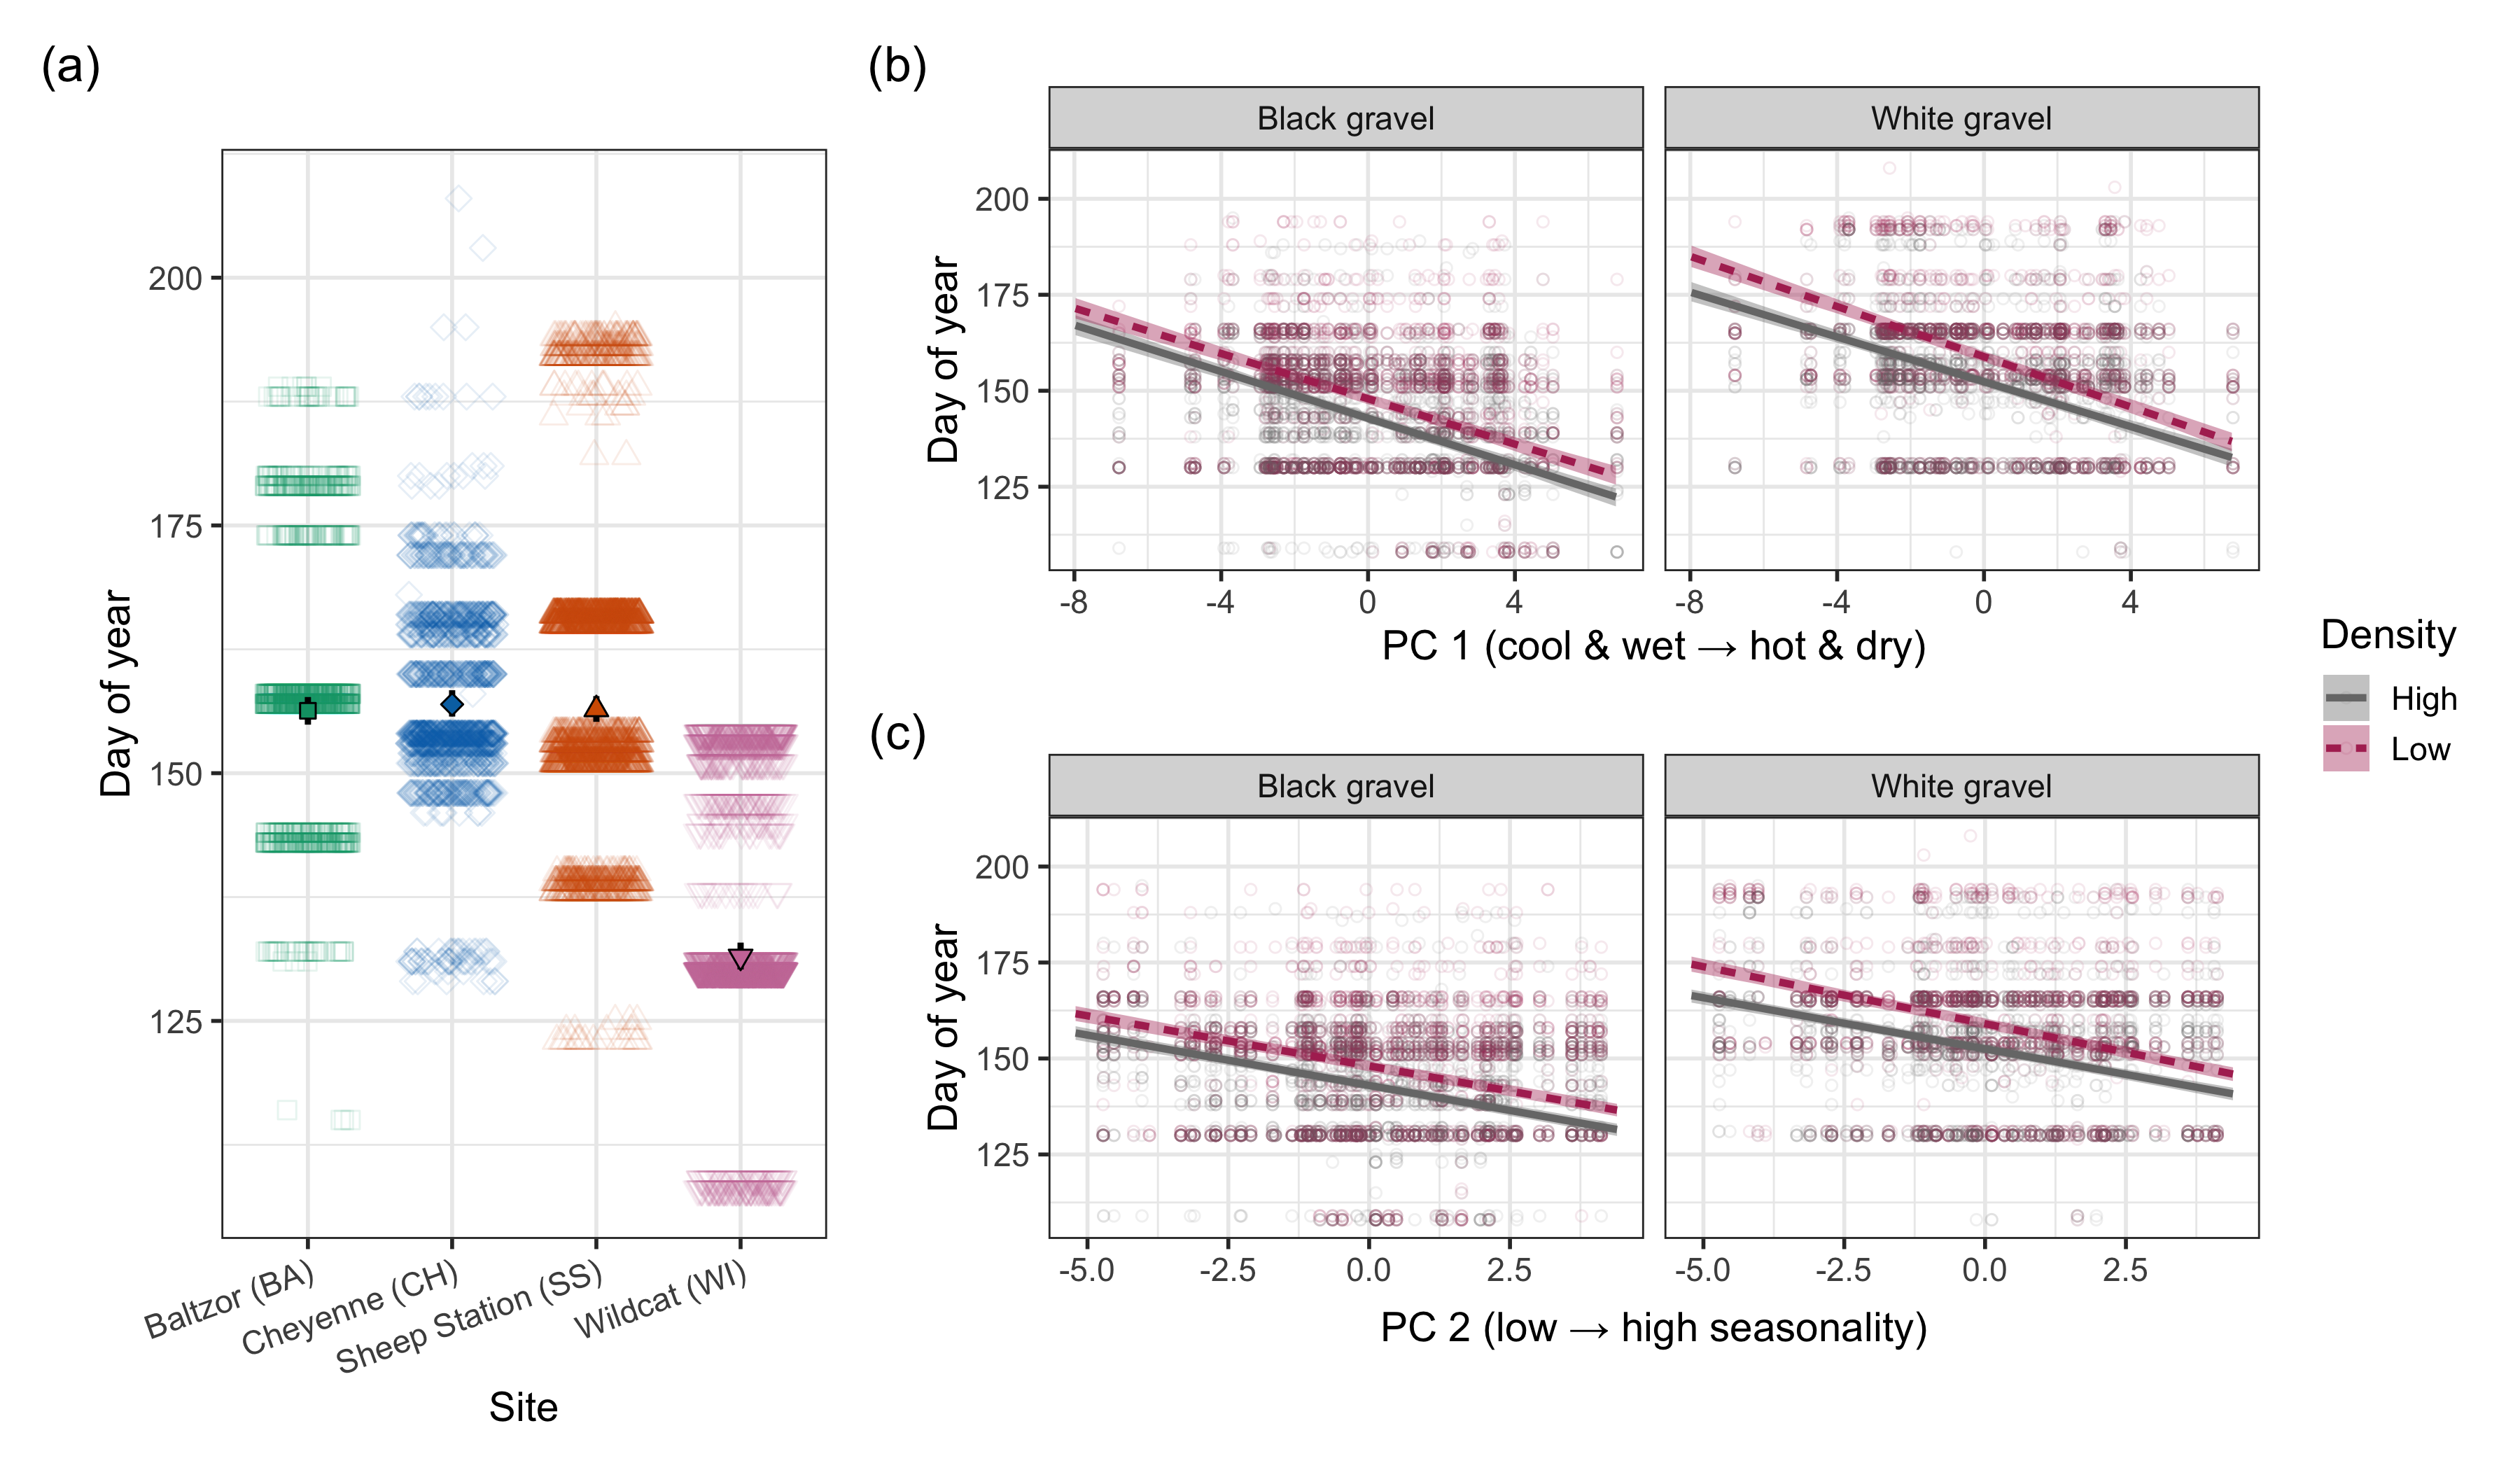 (a)
Day of year
200
175
150
125
Baltzor (BA)
Cheyenne (CH)
Sheep Station (SS)
Wildcat (WI)
Site
(b)
Black gravel
White gravel
Day of year
200
175
150
125
-8 -4 0 4
-8 -4 0 4
PC 1 (cool & wet → hot & dry)
(c)
Black gravel
White gravel
Day of year
200
175
150
125
-5.0 -2.5 0.0 2.5
-5.0 -2.5 0.0 2.5
PC 2 (low → high seasonality)
Density
High
Low